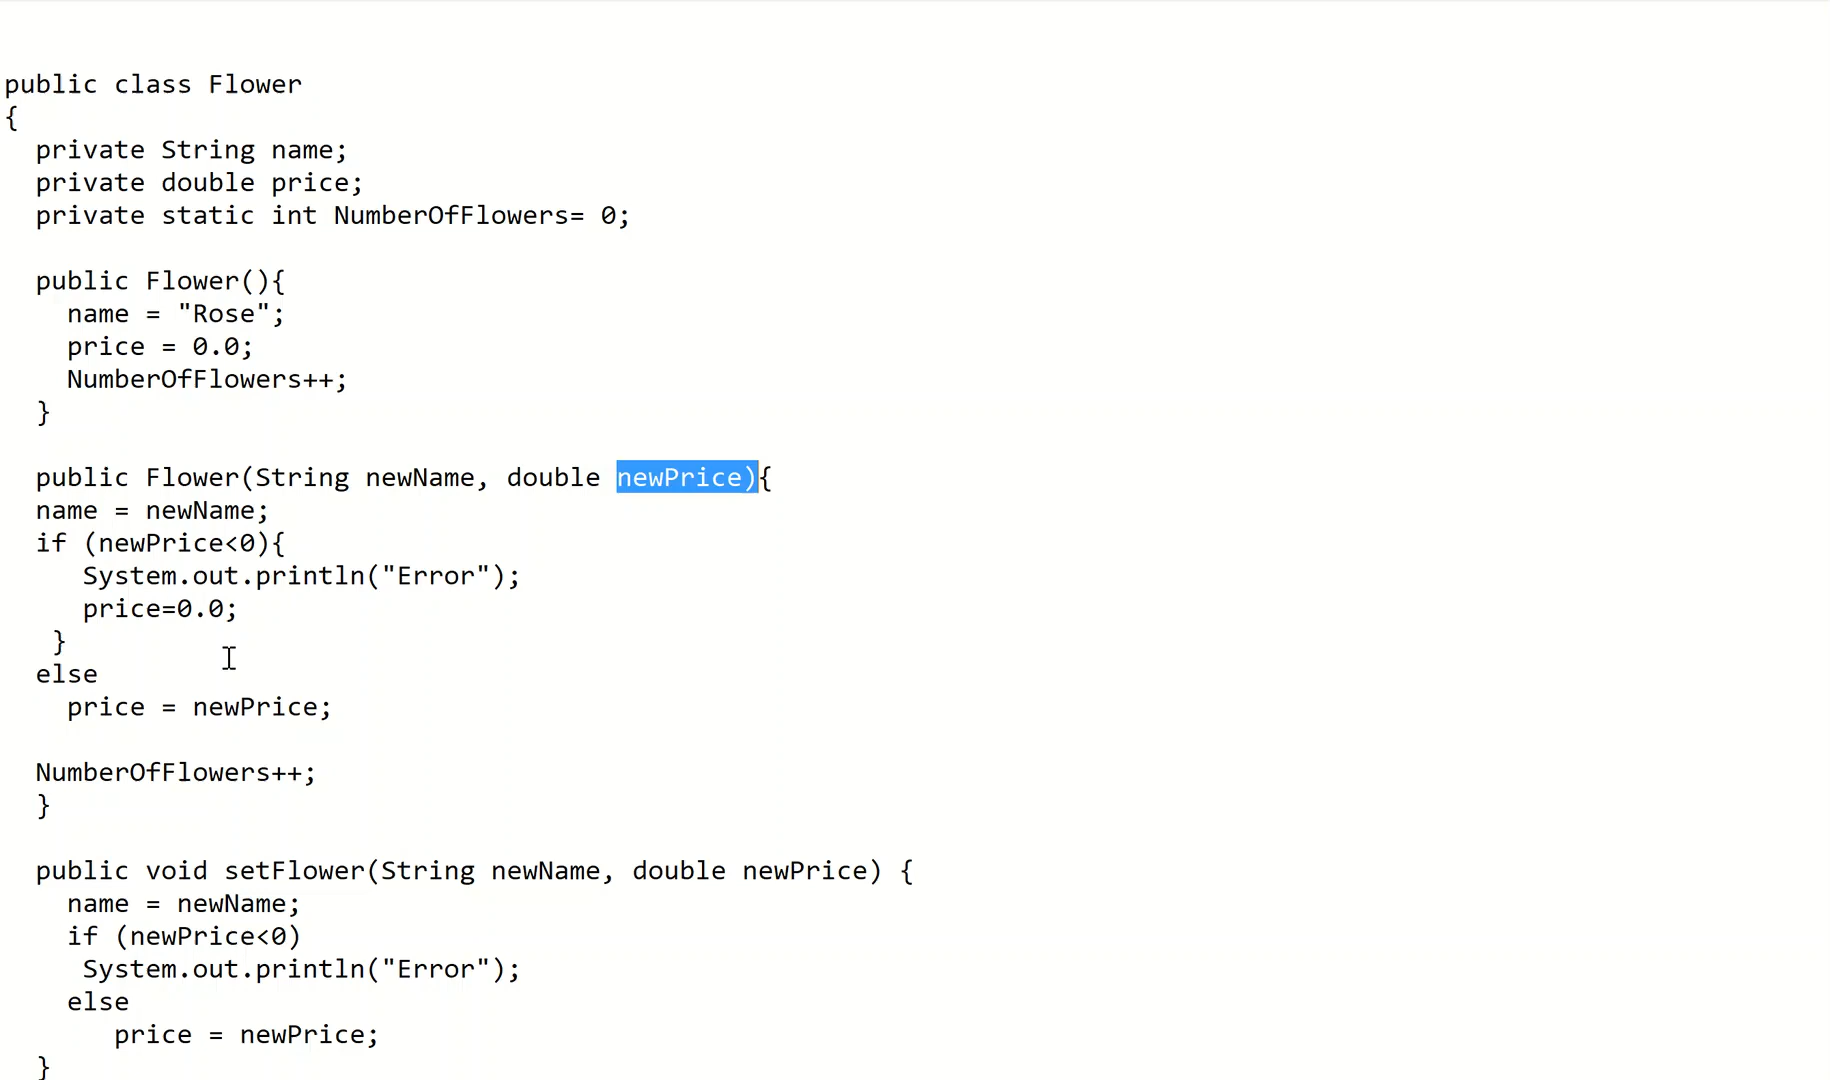 public class Flower
{
private String name;
private double price;
private static int NumberOfFlowers= 0;
public Flower(){
name = "Rose";
price = 0.0;
NumberOfFlowers++;
}
public Flower(String newName, double newPrice){
name = newName;
if (newPrice<0){
System.out.println("Error");
price=0.0;
}
else
price = newPrice;
NumberOfFlowers++;
}
public void setFlower(String newName, double newPrice) {
name = newName;
if (newPrice<0)
System.out.println("Error");
else
price = newPrice;
}